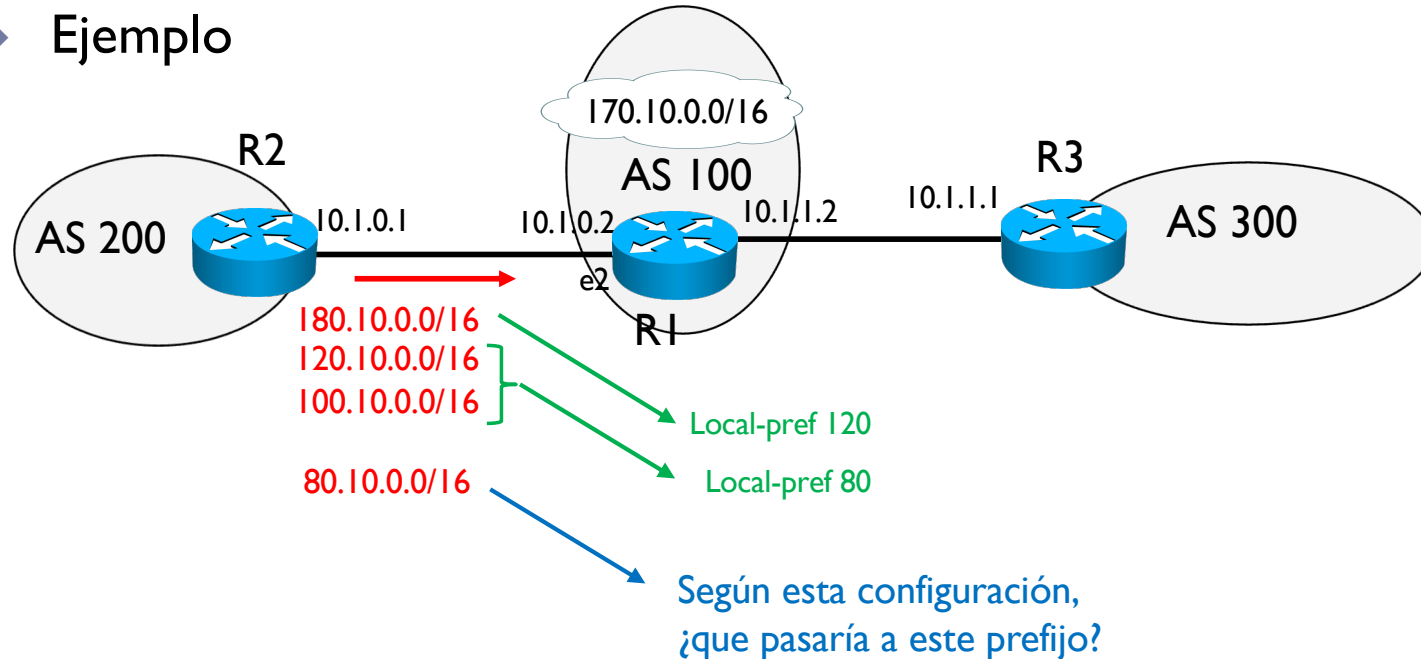 Ejemplo
170.10.0.0/16
R2
AS 100
R3
10.1.0.1
10.1.0.2
10.1.1.2
10.1.1.1
AS 200
AS 300
e2
R1
180.10.0.0/16
120.10.0.0/16
100.10.0.0/16
Local-pref 120
80.10.0.0/16
Local-pref 80
Según esta configuración,
¿que pasaría a este prefijo?